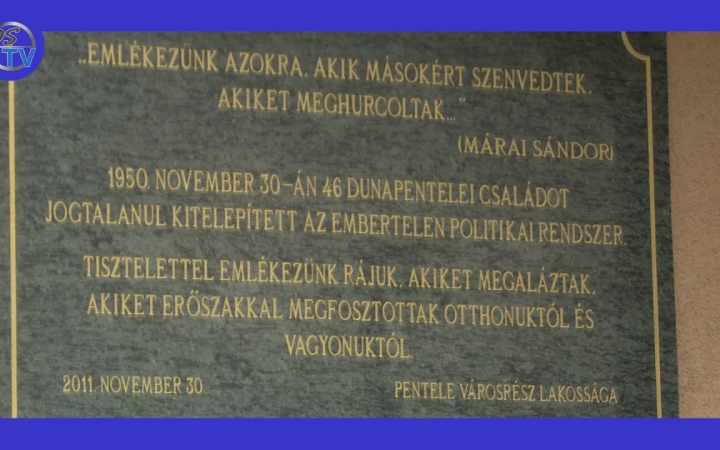 „EMLÉKEZÜNK AZOKRA, AKIK MÁSOKÉRT SZENVEDTEK,
AKIKET MEGHURCOLTAK..."
(MÁRAI SÁNDOR)
1950. NOVEMBER 30-ÁN 46 DUNAPENTELEI CSALÁDOT
JOGTALANUL KITELEPÍTETT AZ EMBERTELEN POLITIKAI RENDSZER.
TISZTELETTEL EMLÉKEZÜNK RÁJUK, AKIKET MEGALÁZTAK,
AKIKET ERŐSZAKKAL MEGFOSZTOTTAK OTTHONUKTÓL ÉS
VAGYONUKTÓL.
2011. NOVEMBER 30.
PENTELE VÁROSRÉSZ LAKOSSÁGA
TV